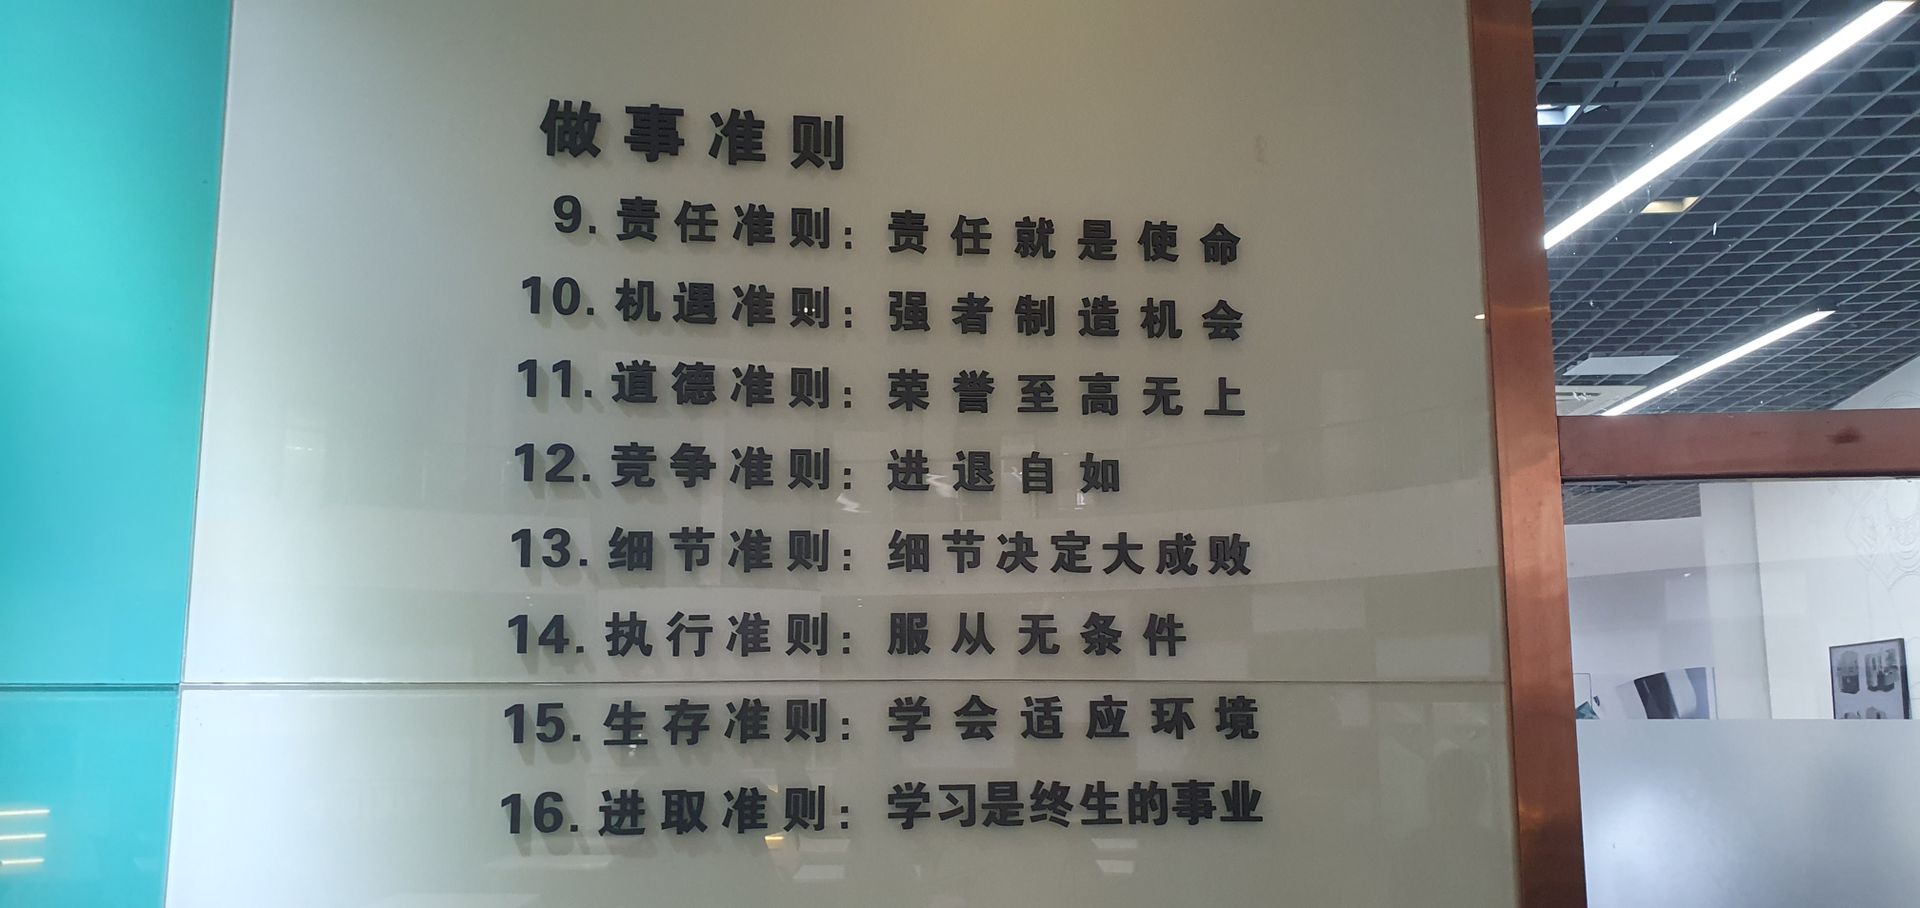 做事准则
9.责任准则：责任就是使命
10.机遇准则：强者制造机会
11.道德准则：荣誉至高无上
12.竞争准则：进退自如
13.细节准则：细节决定大成败
14.执行准则：服从无条件
15.生存准则：学会适应环境
16.进取准则：学习是终生的事业